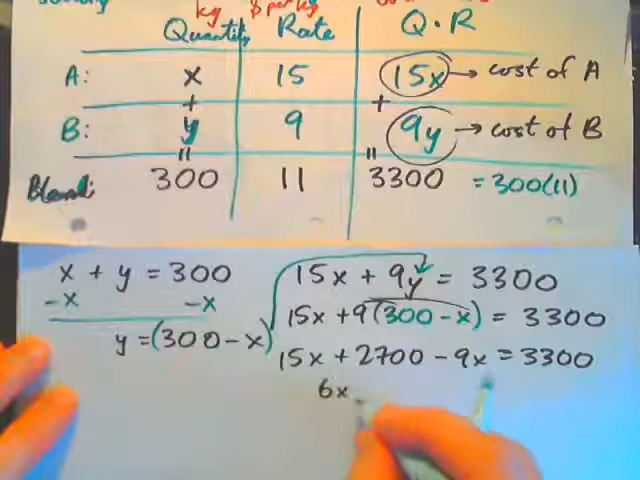 kg $ per kg
Quantity Rate Q · R
A: x 15 15x → cost of A
+ +
B: y 9 9y → cost of B
= =
Blend: 300 11 3300 = 300(11)
x + y = 300 15x + 9y = 3300
-x -x 15x + 9(300 - x) = 3300
y = (300 - x) 15x + 2700 - 9x = 3300
6x